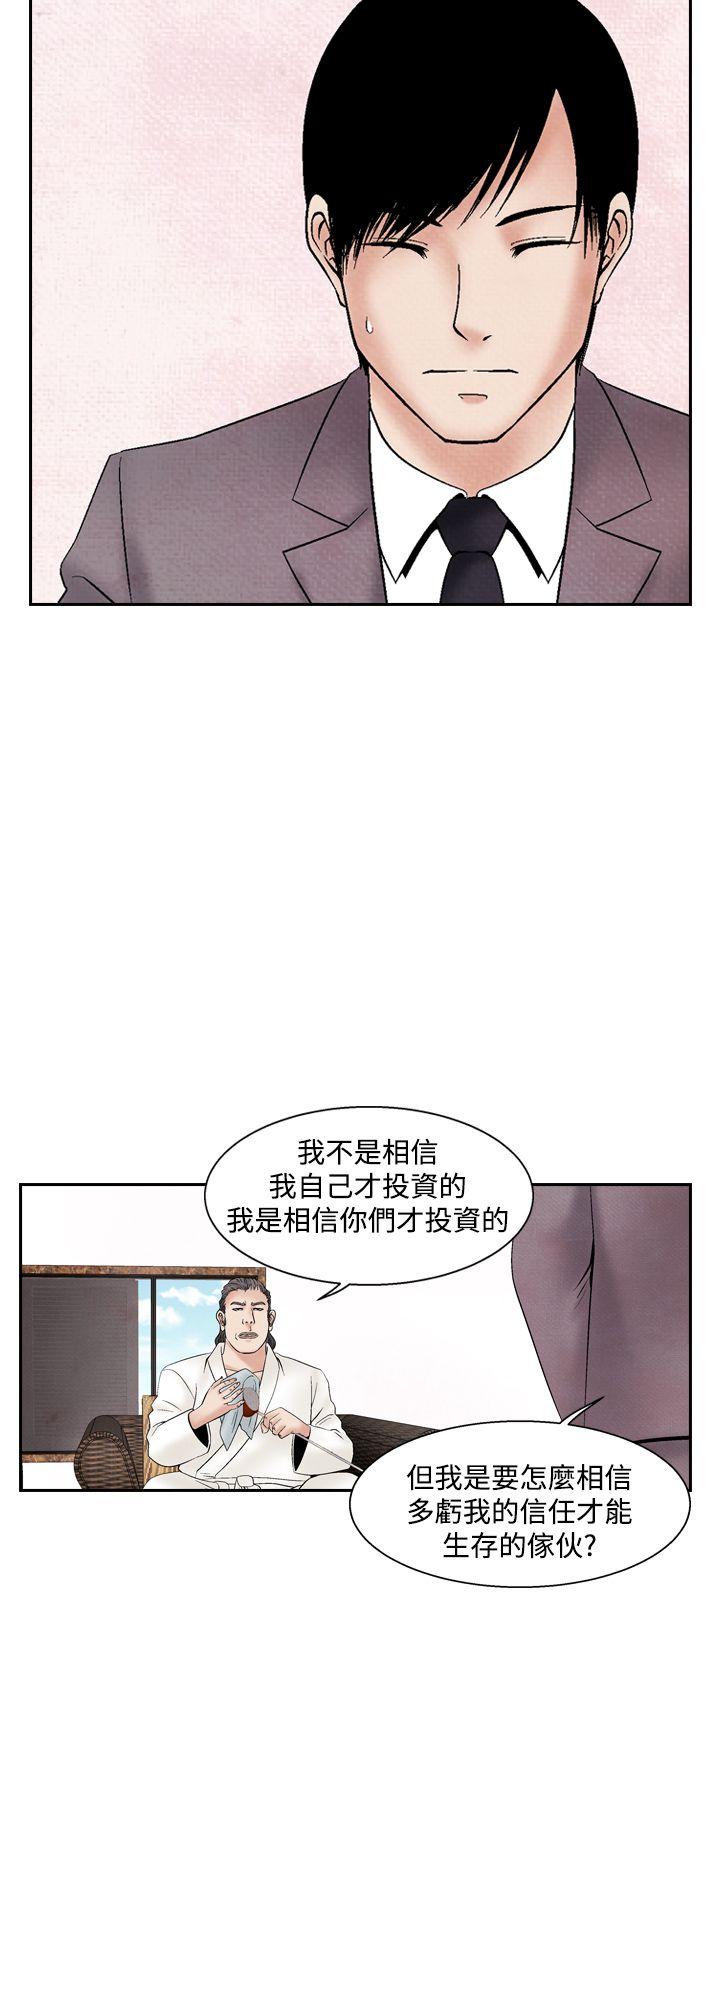 我不是相信
我自己才投資的
我是相信你們才投資的
但我是要怎麼相信
多虧我的信任才能
生存的傢伙?